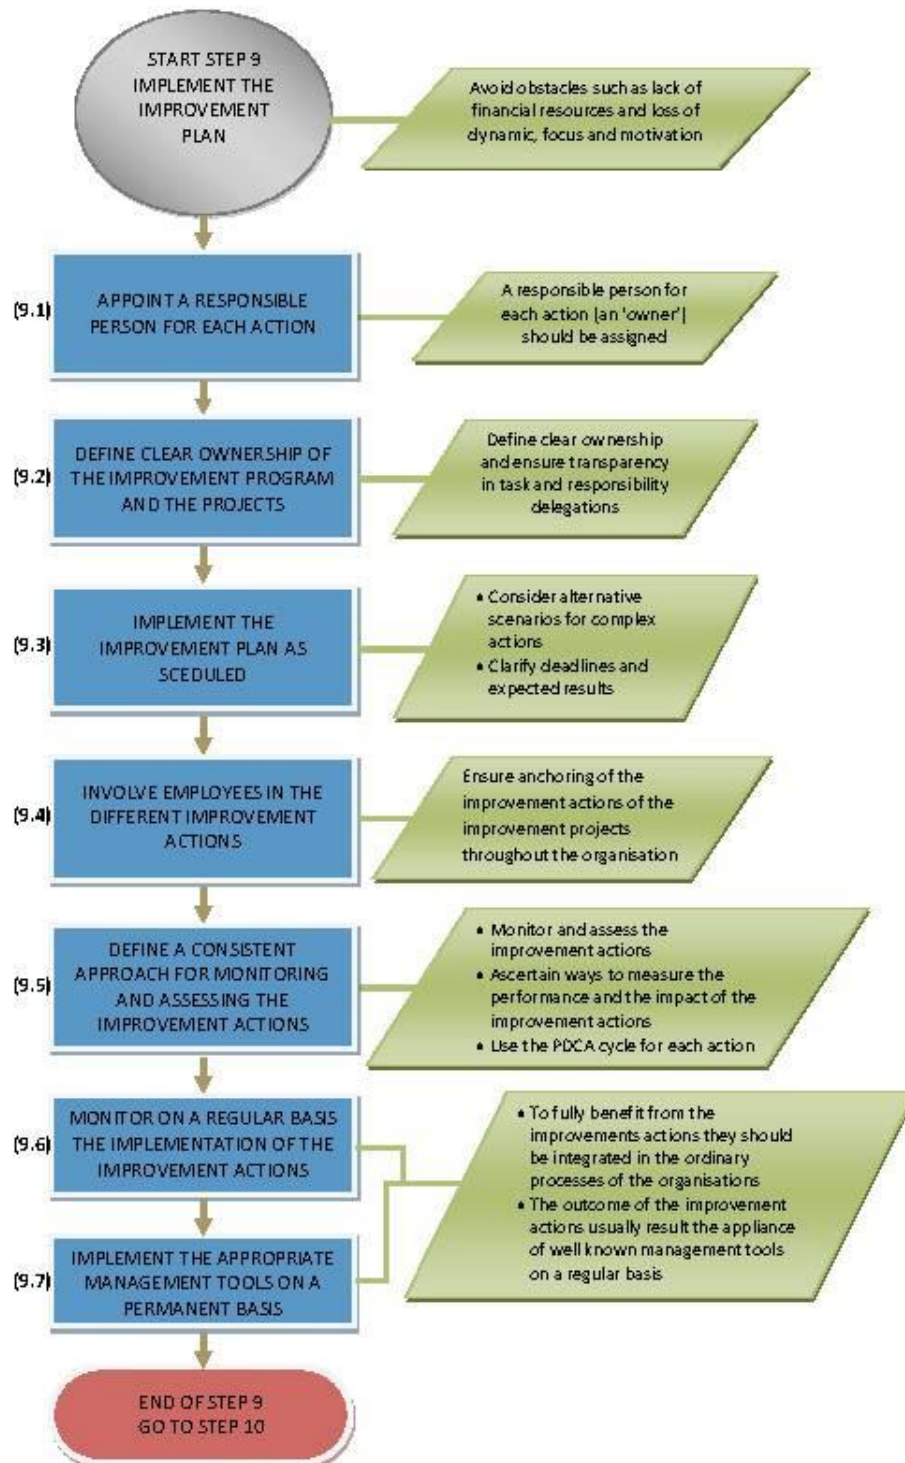 START STEP 9
IMPLEMENT THE
IMPROVEMENT
PLAN
Avoid obstacles such as lack of
financial resources and loss of
dynamic, focus and motivation
(9.1)
APPOINT A RESPONSIBLE
PERSON FOR EACH ACTION
A responsible person for
each action (an 'owner')
should be assigned
(9.2)
DEFINE CLEAR OWNERSHIP OF
THE IMPROVEMENT PROGRAM
AND THE PROJECTS
Define clear ownership
and ensure transparency
in task and responsibility
delegations
(9.3)
IMPLEMENT THE
IMPROVEMENT PLAN AS
SCEDULED
• Consider alternative
scenarios for complex
actions
• Clarify deadlines and
expected results
(9.4)
INVOLVE EMPLOYEES IN THE
DIFFERENT IMPROVEMENT
ACTIONS
Ensure anchoring of the
improvement actions of the
improvement projects
throughout the organisation
(9.5)
DEFINE A CONSISTENT
APPROACH FOR MONITORING
AND ASSESSING THE
IMPROVEMENT ACTIONS
• Monitor and assess the
improvement actions
• Ascertain ways to measure the
performance and the impact of the
improvement actions
• Use the PDCA cycle for each action
(9.6)
MONITOR ON A REGULAR BASIS
THE IMPLEMENTATION OF THE
IMPROVEMENT ACTIONS
(9.7)
IMPLEMENT THE APPROPRIATE
MANAGEMENT TOOLS ON A
PERMANENT BASIS
• To fully benefit from the
improvements actions they should
be integrated in the ordinary
processes of the organisations
• The outcome of the improvement
actions usually result the appliance
of well known management tools
on a regular basis
END OF STEP 9
GO TO STEP 10